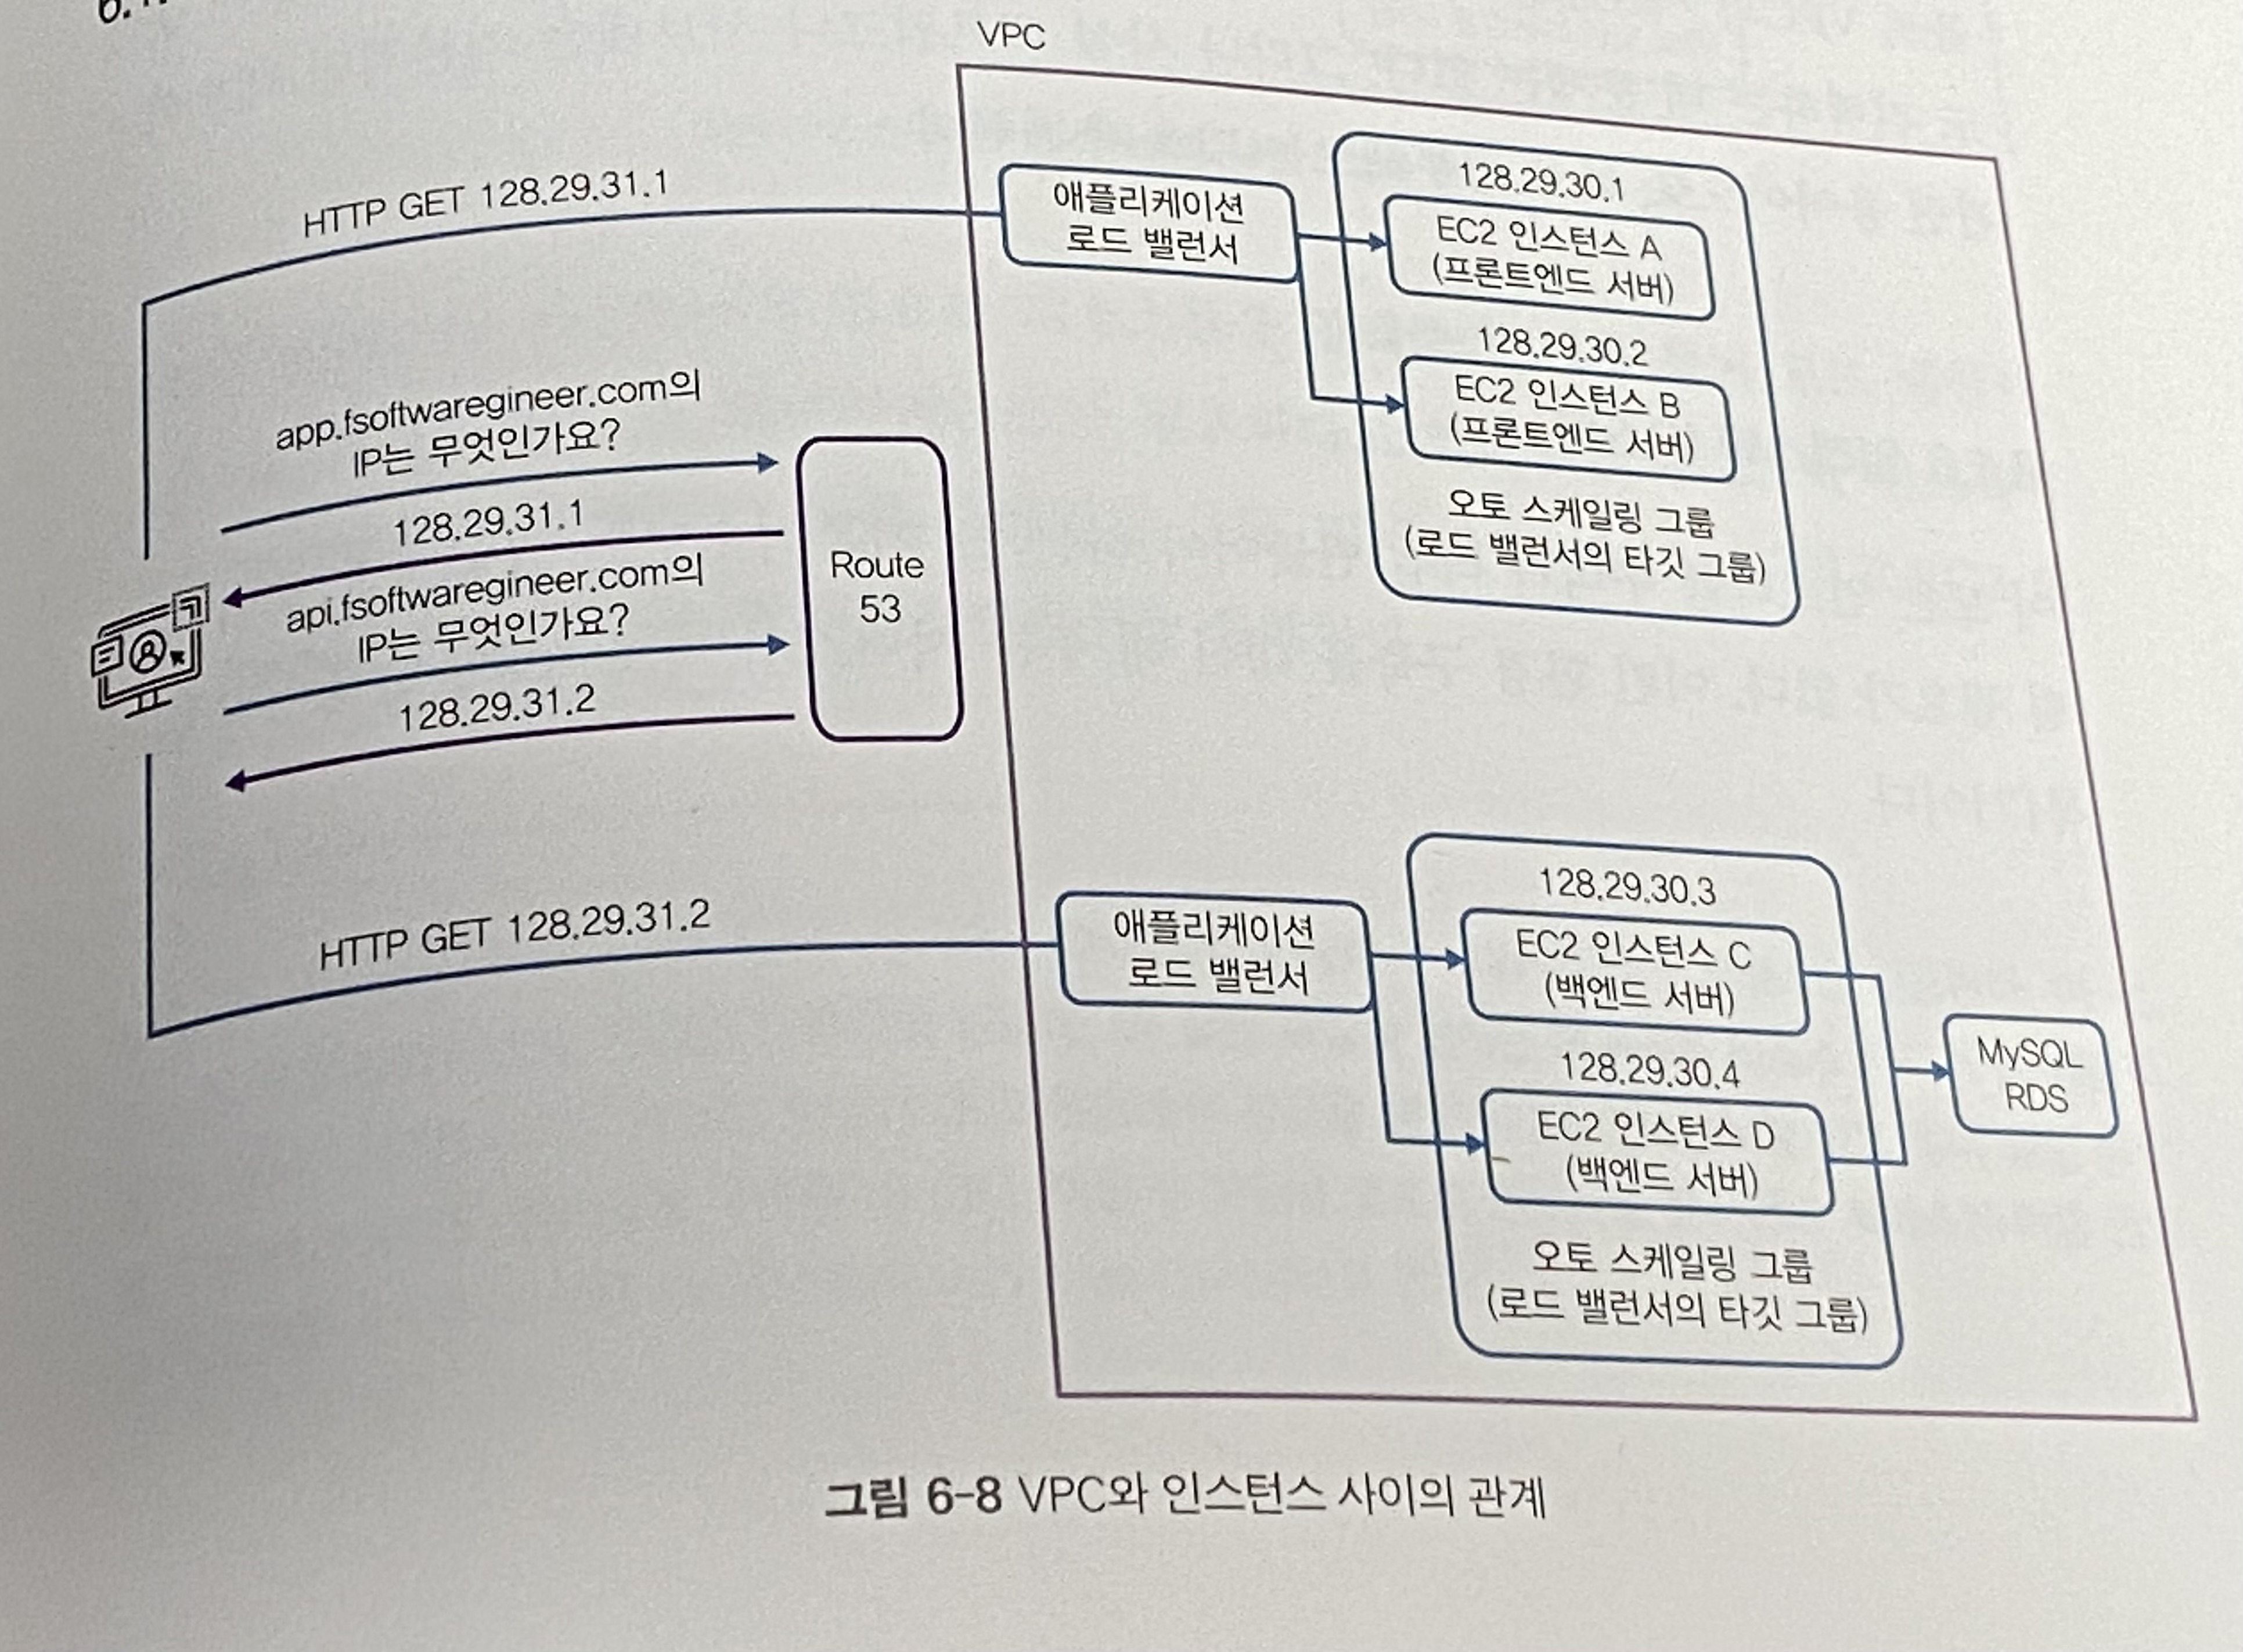 VPC
HTTP GET 128.29.31.1
애플리케이션
로드 밸런서
128.29.30.1
EC2 인스턴스 A
(프론트엔드 서버)
128.29.30.2
EC2 인스턴스 B
(프론트엔드 서버)
오토 스케일링 그룹
(로드 밸런서의 타깃 그룹)
app.fsoftwaregineer.com의
IP는 무엇인가요?
128.29.31.1
api.fsoftwaregineer.com의
IP는 무엇인가요?
128.29.31.2
Route
53
HTTP GET 128.29.31.2
애플리케이션
로드 밸런서
128.29.30.3
EC2 인스턴스 C
(백엔드 서버)
128.29.30.4
EC2 인스턴스 D
(백엔드 서버)
오토 스케일링 그룹
(로드 밸런서의 타깃 그룹)
MySQL
RDS
그림 6-8 VPC와 인스턴스 사이의 관계